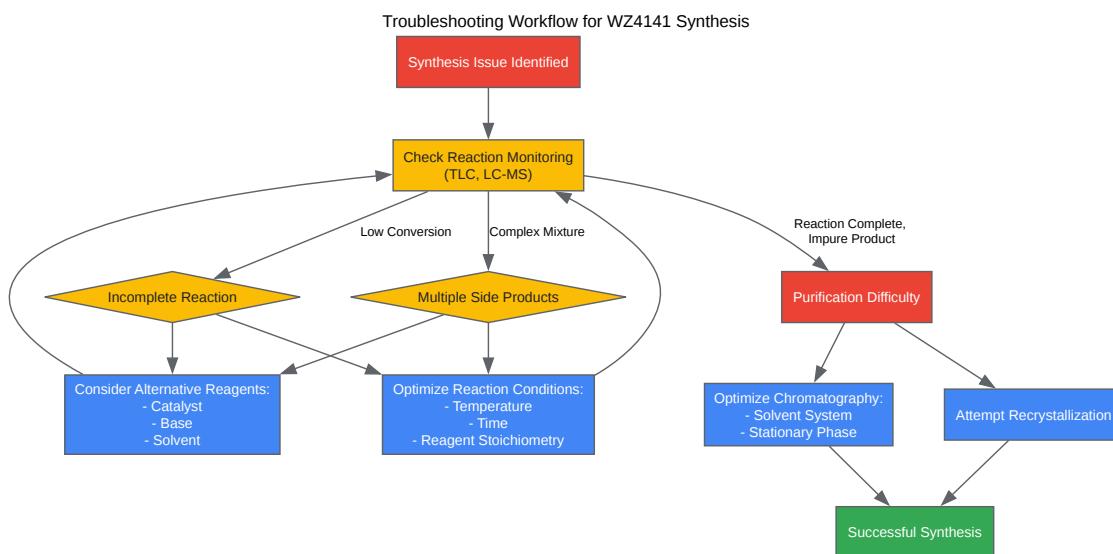 Troubleshooting Workflow for WZ4141 Synthesis
Synthesis Issue Identified
Check Reaction Monitoring
(TLC, LC-MS)
Low Conversion
Complex Mixture
Reaction Complete,
Impure Product
Incomplete Reaction
Multiple Side Products
Purification Difficulty
Consider Alternative Reagents:
- Catalyst
- Base
- Solvent
Optimize Reaction Conditions:
- Temperature
- Time
- Reagent Stoichiometry
Optimize Chromatography:
- Solvent System
- Stationary Phase
Attempt Recrystallization
Successful Synthesis